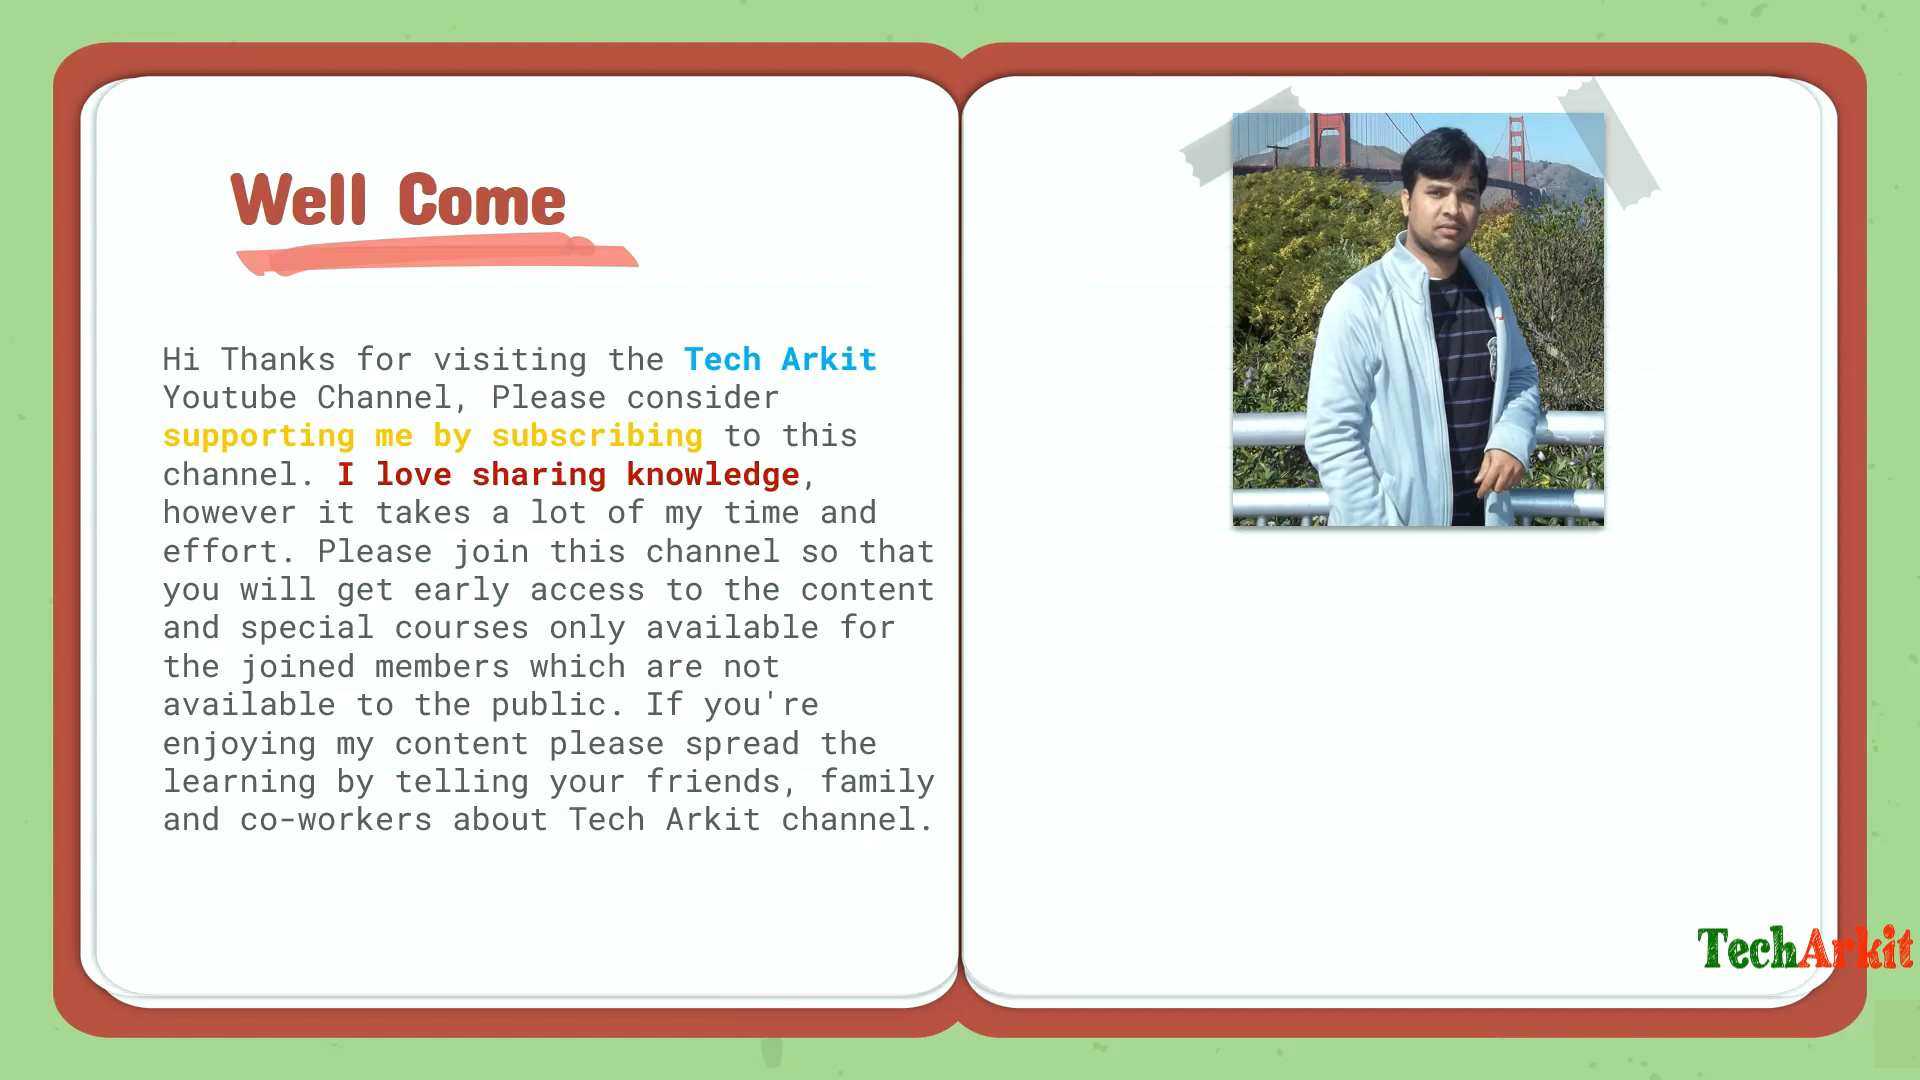 Well Come
Hi Thanks for visiting the Tech Arkit
Youtube Channel, Please consider
supporting me by subscribing to this
channel. I love sharing knowledge,
however it takes a lot of my time and
effort. Please join this channel so that
you will get early access to the content
and special courses only available for
the joined members which are not
available to the public. If you're
enjoying my content please spread the
learning by telling your friends, family
and co-workers about Tech Arkit channel.
TechArkit